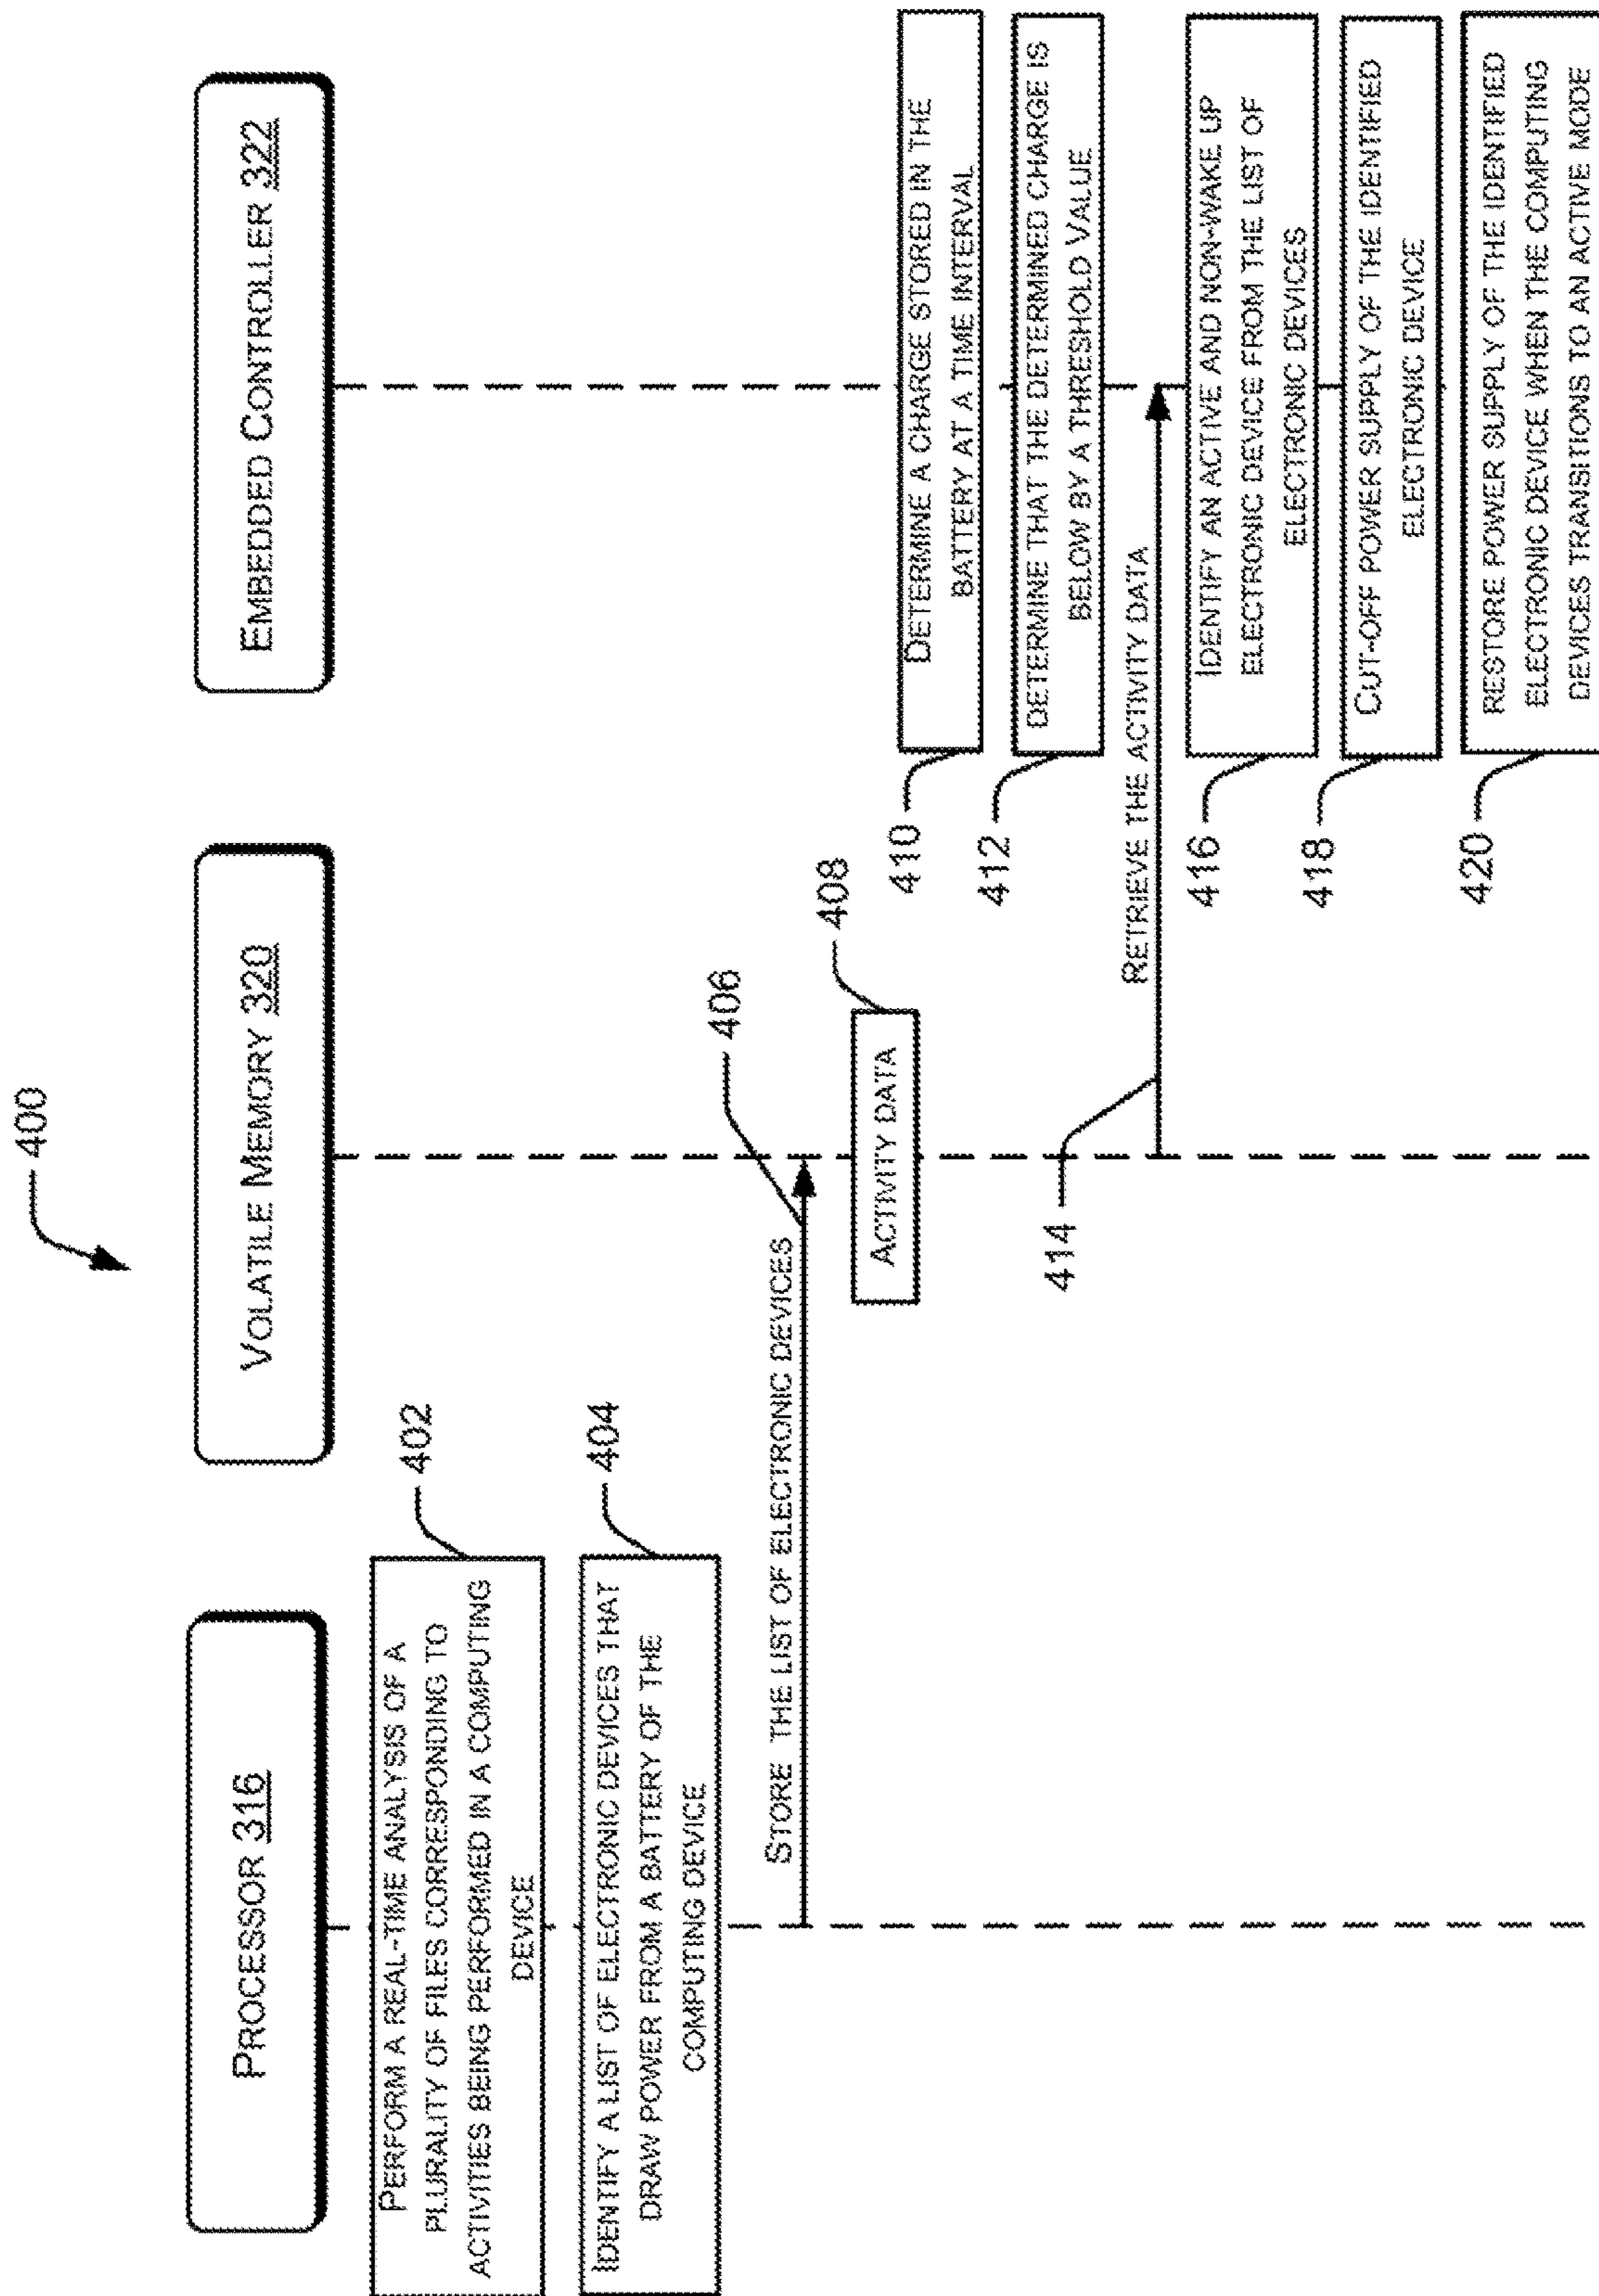 400
PROCESSOR 316
VOLATILE MEMORY 320
EMBEDDED CONTROLLER 322
PERFORM A REAL-TIME ANALYSIS OF A
PLURALITY OF FILES CORRESPONDING TO
ACTIVITIES BEING PERFORMED IN A COMPUTING
DEVICE
402
IDENTIFY A LIST OF ELECTRONIC DEVICES THAT
DRAW POWER FROM A BATTERY OF THE
COMPUTING DEVICE
404
STORE THE LIST OF ELECTRONIC DEVICES
406
ACTIVITY DATA
408
DETERMINE A CHARGE STORED IN THE
BATTERY AT A TIME INTERVAL
410
DETERMINE THAT THE DETERMINED CHARGE IS
BELOW BY A THRESHOLD VALUE
412
RETRIEVE THE ACTIVITY DATA
414
IDENTIFY AN ACTIVE AND NON-WAKE UP
ELECTRONIC DEVICE FROM THE LIST OF
ELECTRONIC DEVICES
416
CUT-OFF POWER SUPPLY OF THE IDENTIFIED
ELECTRONIC DEVICE
418
RESTORE POWER SUPPLY OF THE IDENTIFIED
ELECTRONIC DEVICE WHEN THE COMPUTING
DEVICES TRANSITIONS TO AN ACTIVE MODE
420